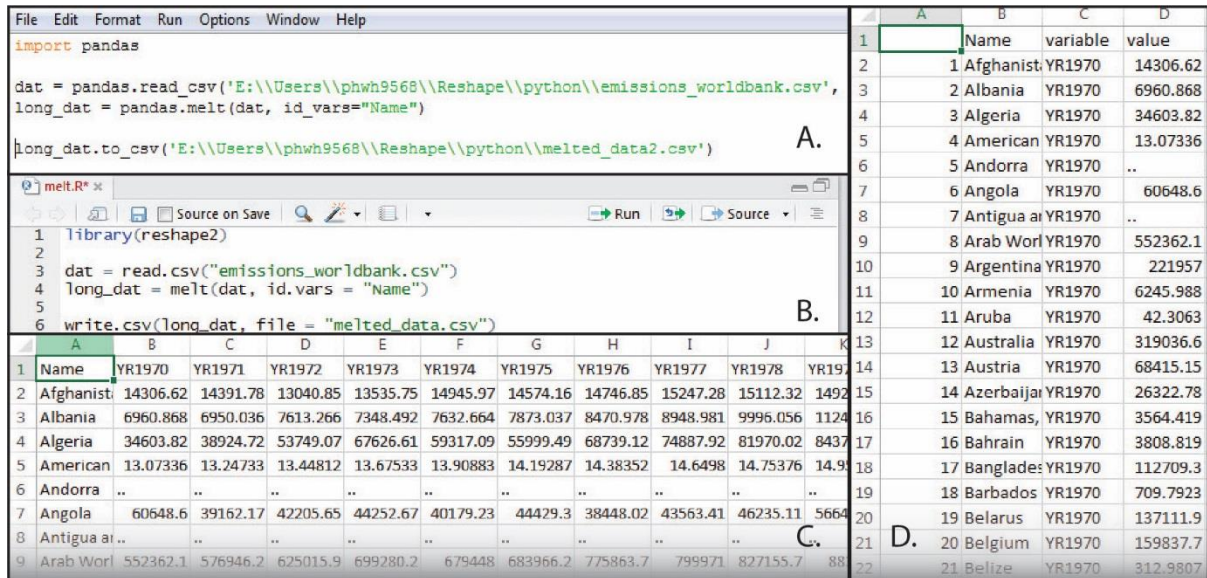 File Edit Format Run Options Window Help
import pandas
dat = pandas.read_csv('E:\\Users\\phwh9568\\Reshape\\python\\emissions_worldbank.csv',
long_dat = pandas.melt(dat, id_vars="Name")
long_dat.to_csv('E:\\Users\\phwh9568\\Reshape\\python\\melted_data2.csv')
A.
melt.R*
Source on Save Run Source
1 library(reshape2)
2
3 dat = read.csv("emissions_worldbank.csv")
4 long_dat = melt(dat, id.vars = "Name")
5
6 write.csv(long_dat, file = "melted_data.csv")
B.
A B C D E F G H I J K
1 Name YR1970 YR1971 YR1972 YR1973 YR1974 YR1975 YR1976 YR1977 YR1978 YR197
2 Afghanist 14306.62 14391.78 13040.85 13535.75 14945.97 14574.16 14746.85 15247.28 15112.32 1492
3 Albania 6960.868 6950.036 7613.266 7348.492 7632.664 7873.037 8470.978 8948.981 9996.056 1124
4 Algeria 34603.82 38924.72 53749.07 67626.61 59317.09 55999.49 68739.12 74887.92 81970.02 8437
5 American 13.07336 13.24733 13.44812 13.67533 13.90883 14.19287 14.38352 14.6498 14.75376 14.9
6 Andorra .. .. .. .. .. .. .. .. .. ..
7 Angola 60648.6 39162.17 42205.65 44252.67 40179.23 44429.3 38448.02 43563.41 46235.11 5664
8 Antigua ar .. .. .. .. .. .. .. ..
C.
9 Arab Worl 552362.1 576946.2 625015.9 699280.2 679448 683966.2 775863.7 799971 827155.7 88
A B C D
1 Name variable value
2 1 Afghanist YR1970 14306.62
3 2 Albania YR1970 6960.868
4 3 Algeria YR1970 34603.82
5 4 American YR1970 13.07336
6 5 Andorra YR1970 ..
7 6 Angola YR1970 60648.6
8 7 Antigua ar YR1970 ..
9 8 Arab Worl YR1970 552362.1
10 9 Argentina YR1970 221957
11 10 Armenia YR1970 6245.988
12 11 Aruba YR1970 42.3063
13 12 Australia YR1970 319036.6
14 13 Austria YR1970 68415.15
15 14 Azerbaijar YR1970 26322.78
16 15 Bahamas, YR1970 3564.419
17 16 Bahrain YR1970 3808.819
18 17 Banglades YR1970 112709.3
19 18 Barbados YR1970 709.7923
20 19 Belarus YR1970 137111.9
21 20 Belgium YR1970 159837.7
D.
22 21 Belize YR1970 312.9807